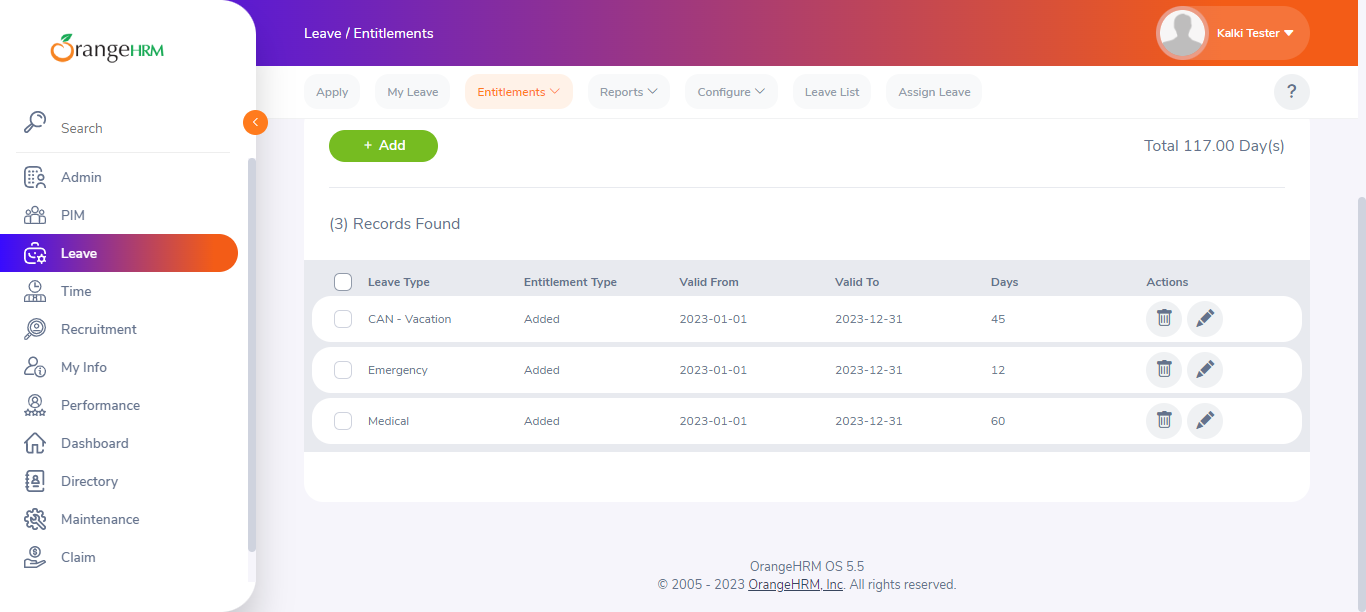 OrangeHRM
Leave / Entitlements
Kalki Tester
Apply My Leave Entitlements Reports Configure Leave List Assign Leave ?
Search
Admin
PIM
Leave
Time
Recruitment
My Info
Performance
Dashboard
Directory
Maintenance
Claim
+ Add
Total 117.00 Day(s)
(3) Records Found
Leave Type Entitlement Type Valid From Valid To Days Actions
CAN - Vacation Added 2023-01-01 2023-12-31 45
Emergency Added 2023-01-01 2023-12-31 12
Medical Added 2023-01-01 2023-12-31 60
OrangeHRM OS 5.5
© 2005 - 2023 OrangeHRM, Inc. All rights reserved.